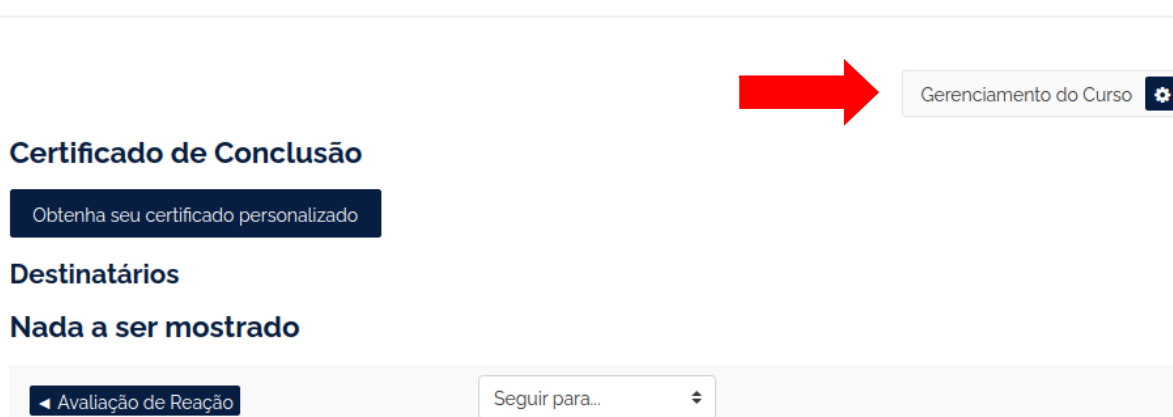 Gerenciamento do Curso
Certificado de Conclusão
Obtenha seu certificado personalizado
Destinatários
Nada a ser mostrado
◄ Avaliação de Reação
Seguir para...